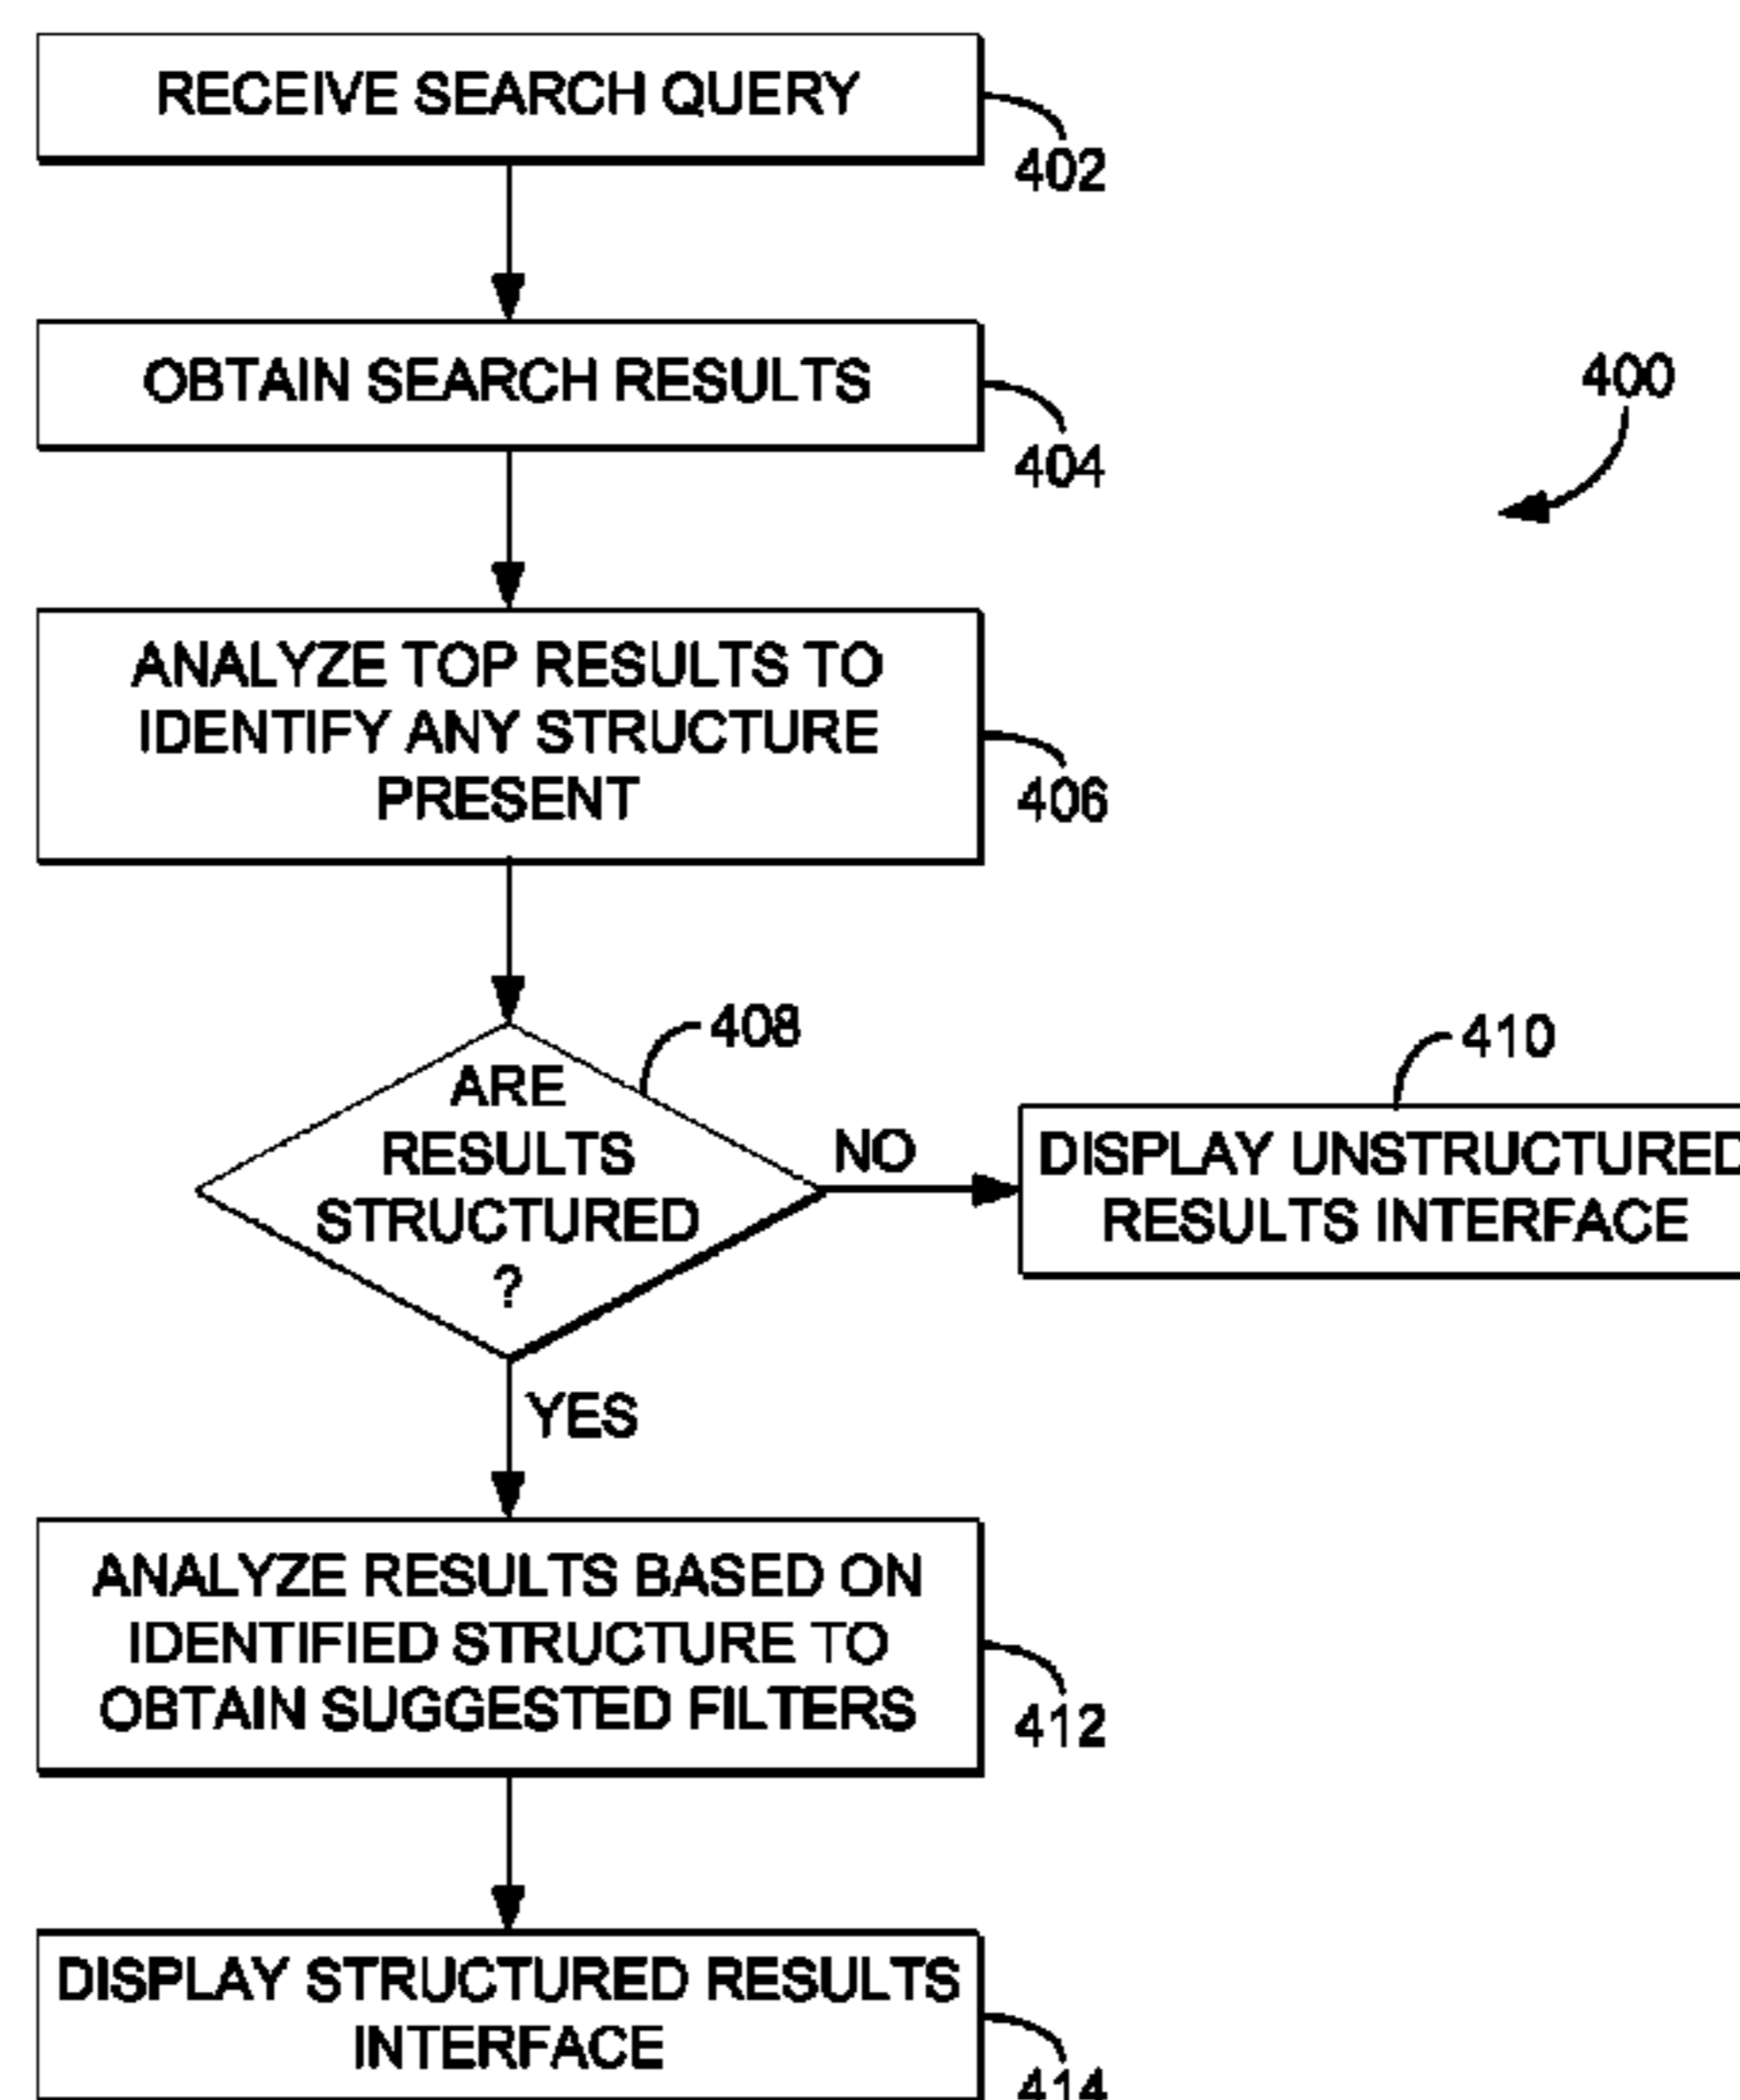 RECEIVE SEARCH QUERY
402
OBTAIN SEARCH RESULTS
404
400
ANALYZE TOP RESULTS TO
IDENTIFY ANY STRUCTURE
PRESENT
406
ARE
RESULTS
STRUCTURED
?
408
NO
410
DISPLAY UNSTRUCTURED
RESULTS INTERFACE
YES
ANALYZE RESULTS BASED ON
IDENTIFIED STRUCTURE TO
OBTAIN SUGGESTED FILTERS
412
DISPLAY STRUCTURED RESULTS
INTERFACE
414